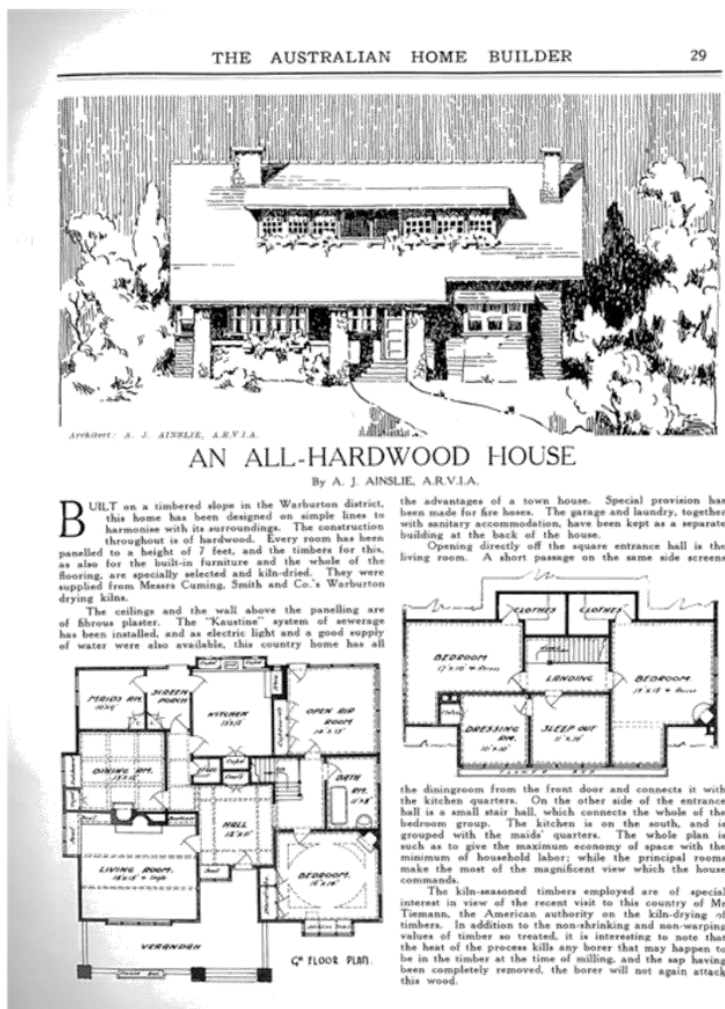 THE AUSTRALIAN HOME BUILDER 29
Architect: A. J. AINSLIE, A.R.V.I.A.
AN ALL-HARDWOOD HOUSE
By A. J. AINSLIE, A.R.V.I.A.
BUILT on a timbered slope in the Warburton district,
this home has been designed on simple lines to
harmonise with its surroundings. The construction
throughout is of hardwood. Every room has been
panelled to a height of 7 feet, and the timbers for this,
as also for the built-in furniture and the whole of the
flooring, are specially selected and kiln-dried. They were
supplied from Messrs Cuming, Smith and Co.'s Warburton
drying kilns.
The ceilings and the wall above the panelling are
of fibrous plaster. The "Kaustine" system of sewerage
has been installed, and as electric light and a good supply
of water were also available, this country home has all
the advantages of a town house. Special provision has
been made for fire hoses. The garage and laundry, together
with sanitary accommodation, have been kept as a separate
building at the back of the house.
Opening directly off the square entrance hall is the
living room. A short passage on the same side screens
MAIDS RM.
SCREEN
PORCH
KITCHEN
OPEN AIR
ROOM
DINING RM.
BATH
RM.
HALL
LIVING ROOM.
BEDROOM.
VERANDAH
GD FLOOR PLAN.
CLOTHES
CLOTHES
BEDROOM
LANDING
BEDROOM
DRESSING
RM.
SLEEP OUT
FLOWER BOX
the diningroom from the front door and connects it with
the kitchen quarters. On the other side of the entrance
hall is a small stair hall, which connects the whole of the
bedroom group. The kitchen is on the south, and is
grouped with the maids' quarters. The whole plan is
such as to give the maximum economy of space with the
minimum of household labor; while the principal rooms
make the most of the magnificent view which the house
commands.
The kiln-seasoned timbers employed are of special
interest in view of the recent visit to this country of Mr
Tiemann, the American authority on the kiln-drying of
timbers. In addition to the non-shrinking and non-warping
values of timber so treated, it is interesting to note that
the heat of the process kills any borer that may happen to
be in the timber at the time of milling, and the sap having
been completely removed, the borer will not again attack
this wood.